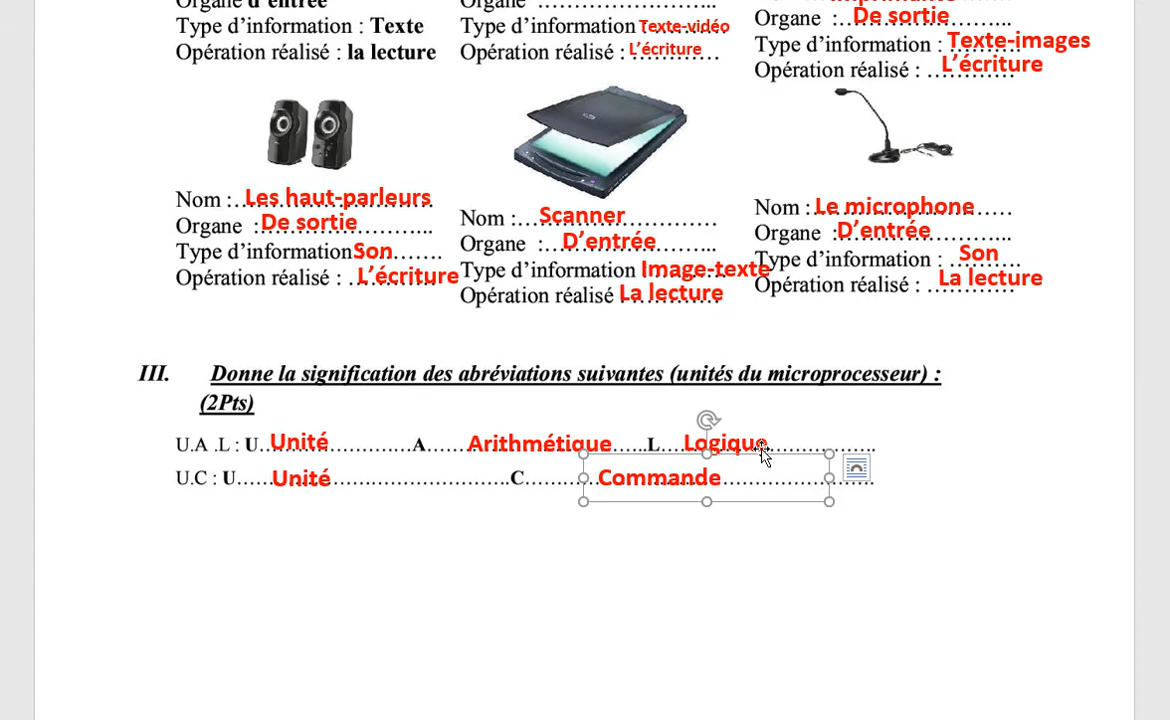 Organe d'entrée
Type d'information : Texte
Opération réalisé : la lecture
Organe :…………………...
Type d'information Texte-vidéo
Opération réalisé : L'écriture
Organe :…De sortie……...
Type d'information : Texte-images
Opération réalisé : …L'écriture
Nom :…Les haut-parleurs
Organe :De sortie………...
Type d'informationSon…….
Opération réalisé : …L'écriture
Nom :…Scanner…………
Organe :…D'entrée……...
Type d'information Image-texte
Opération réalisé La lecture
Nom :Le microphone…..
Organe :D'entrée………...
Type d'information : Son
Opération réalisé : …La lecture
III. Donne la signification des abréviations suivantes (unités du microprocesseur) :
(2Pts)
U.A .L : U..Unité…………A……Arithmétique…...L….Logique……………..
U.C : U……Unité………………………..C………..Commande……………………